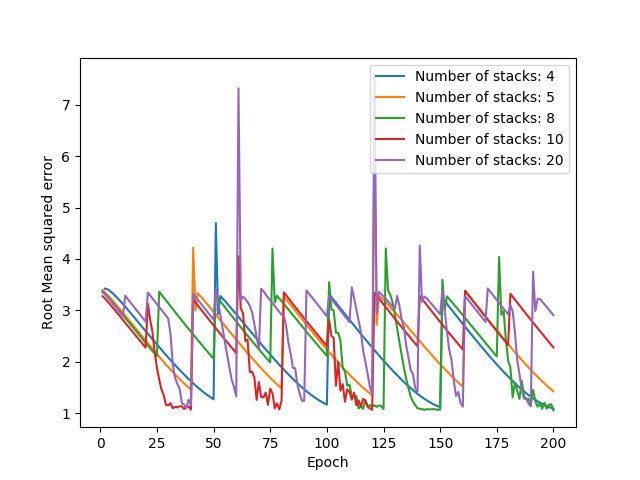 Number of stacks: 4
Number of stacks: 5
Number of stacks: 8
Number of stacks: 10
Number of stacks: 20
7
6
5
4
3
2
1
Root Mean squared error
0 25 50 75 100 125 150 175 200
Epoch